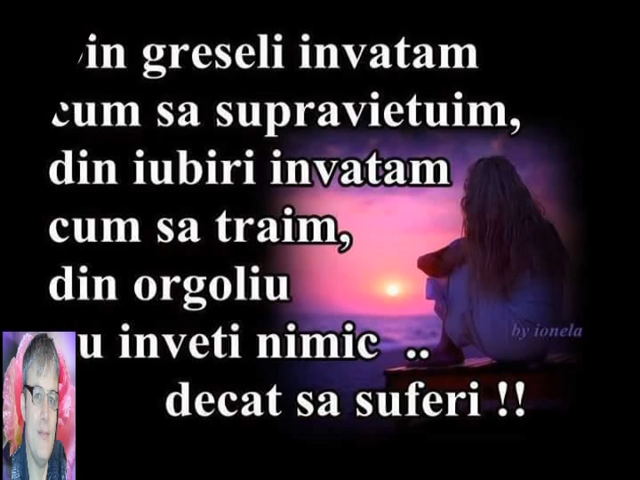 in greseli invatam
cum sa supravietuim,
din iubiri invatam
cum sa traim,
din orgoliu
u inveti nimic ..
decat sa suferi !!
by ionela